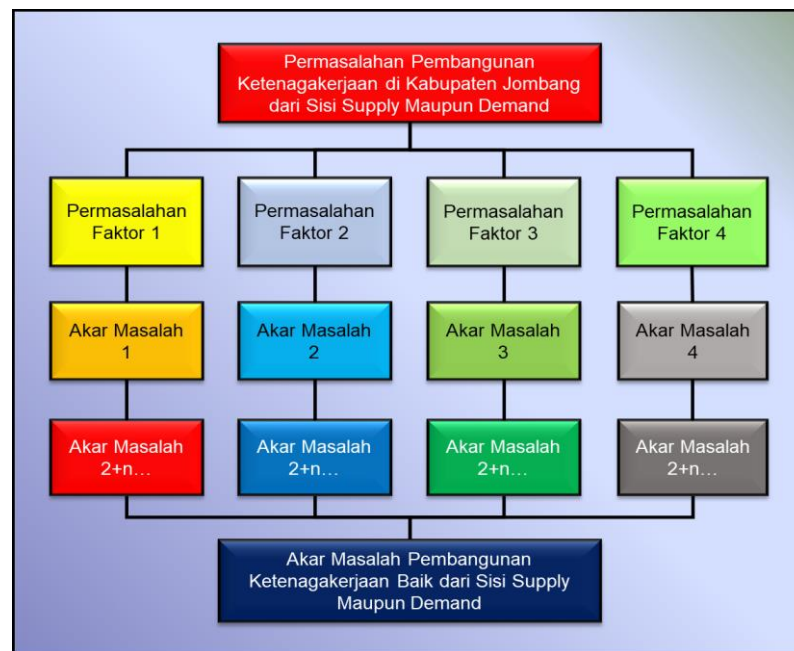 Permasalahan Pembangunan
Ketenagakerjaan di Kabupaten Jombang
dari Sisi Supply Maupun Demand
Permasalahan
Faktor 1
Permasalahan
Faktor 2
Permasalahan
Faktor 3
Permasalahan
Faktor 4
Akar Masalah
1
Akar Masalah
2
Akar Masalah
3
Akar Masalah
4
Akar Masalah
2+n...
Akar Masalah
2+n...
Akar Masalah
2+n...
Akar Masalah
2+n...
Akar Masalah Pembangunan
Ketenagakerjaan Baik dari Sisi Supply
Maupun Demand